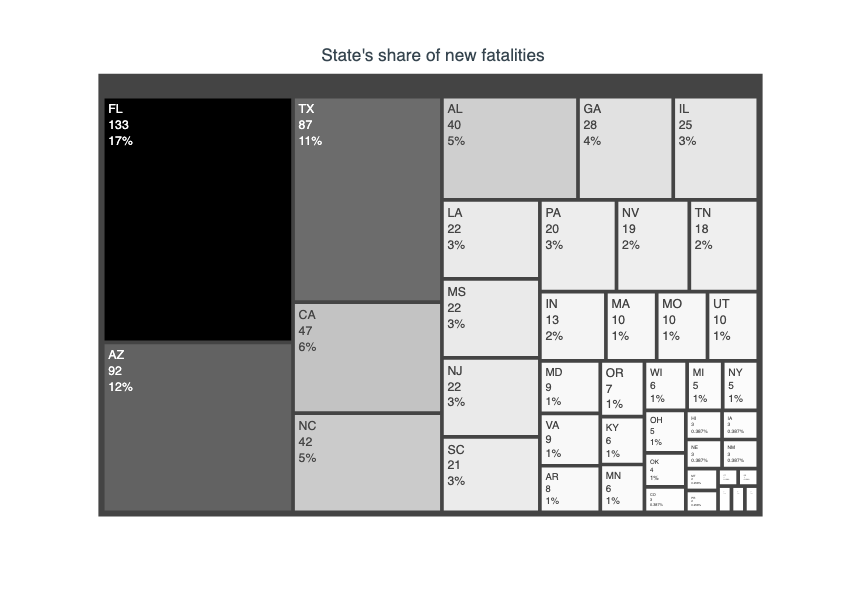 State's share of new fatalities
FL
133
17%
AZ
92
12%
TX
87
11%
CA
47
6%
NC
42
5%
AL
40
5%
GA
28
4%
IL
25
3%
LA
22
3%
MS
22
3%
NJ
22
3%
SC
21
3%
PA
20
3%
NV
19
2%
TN
18
2%
IN
13
2%
MA
10
1%
MO
10
1%
UT
10
1%
MD
9
1%
VA
9
1%
AR
8
1%
OR
7
1%
KY
6
1%
MN
6
1%
WI
6
1%
MI
5
1%
NY
5
1%
OH
5
1%
OK
4
1%
CO
3
0.387%
HI
3
0.387%
IA
3
0.387%
NE
3
0.387%
NM
3
0.387%